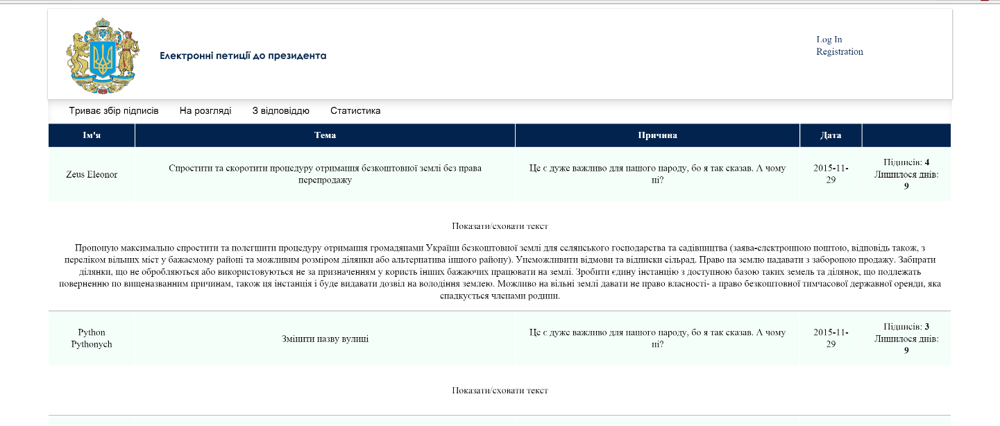 Електронні петиції до президента
Log In
Registration
Триває збір підписів На розгляді З відповіддю Статистика
Ім'я Тема Причина Дата
Zeus Eleonor
Спростити та скоротити процедуру отримання безкоштовної землі без права
перепродажу
Це є дуже важливо для нашого народу, бо я так сказав. А чому
ні?
2015-11-
29
Підписів: 4
Лишилося днів:
9
Показати/сховати текст
Пропоную максимально спростити та полегшити процедуру отримання громадянами України безкоштовної землі для селянського господарства та садівництва (заява-електронною поштою, відповідь також, з
переліком вільних міст у бажаемому районі та можливим розміром ділянки або альтернатива іншого району). Унеможливити відмови та відписки сільрад. Право на землю надавати з забороною продажу. Забирати
ділянки, що не обробляються або використовуються не за призначенням у користь інших бажаючих працювати на землі. Зробити єдину інстанцію з доступною базою таких земель та ділянок, що подлежать
поверненню по вищеназванним причинам, також ця інстанція і буде видавати дозвіл на володіння землею. Можливо на вільні землі давати не право власності- а право безкоштовної тимчасової державної оренди, яка
спадкується членами родини.
Python
Pythonych
Змінити назву вулиці
Це є дуже важливо для нашого народу, бо я так сказав. А чому
ні?
2015-11-
29
Підписів: 3
Лишилося днів:
9
Показати/сховати текст